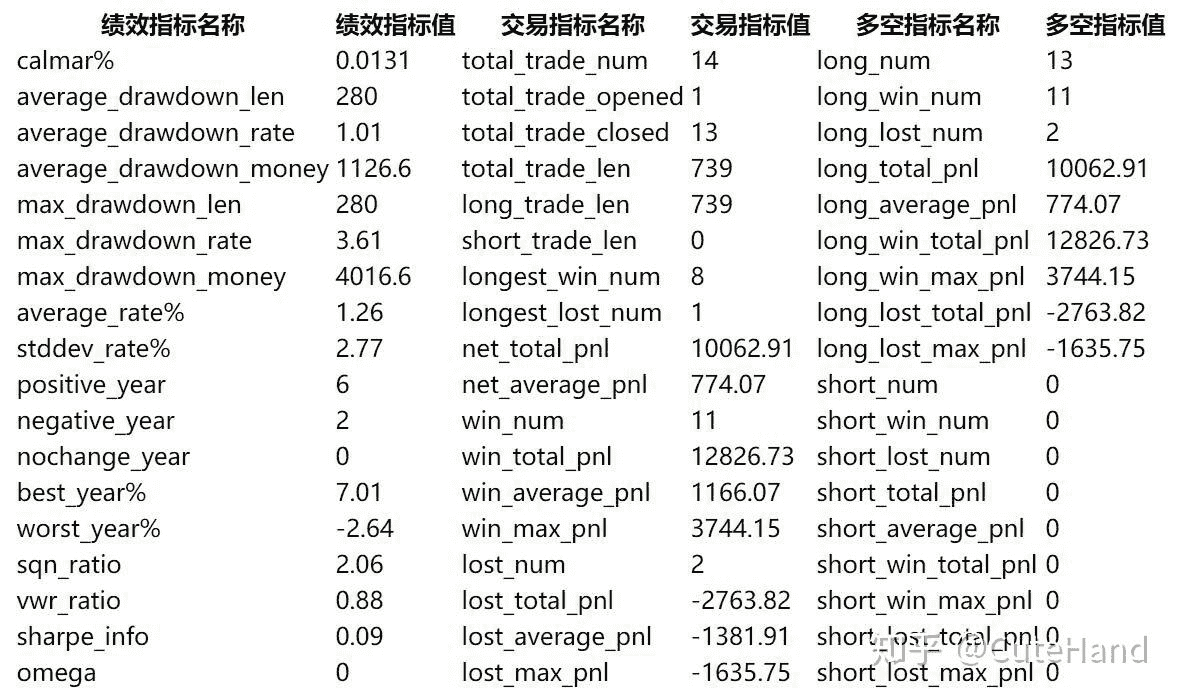 绩效指标名称 绩效指标值 交易指标名称 交易指标值 多空指标名称 多空指标值
calmar% 0.0131 total_trade_num 14 long_num 13
average_drawdown_len 280 total_trade_opened 1 long_win_num 11
average_drawdown_rate 1.01 total_trade_closed 13 long_lost_num 2
average_drawdown_money 1126.6 total_trade_len 739 long_total_pnl 10062.91
max_drawdown_len 280 long_trade_len 739 long_average_pnl 774.07
max_drawdown_rate 3.61 short_trade_len 0 long_win_total_pnl 12826.73
max_drawdown_money 4016.6 longest_win_num 8 long_win_max_pnl 3744.15
average_rate% 1.26 longest_lost_num 1 long_lost_total_pnl -2763.82
stddev_rate% 2.77 net_total_pnl 10062.91 long_lost_max_pnl -1635.75
positive_year 6 net_average_pnl 774.07 short_num 0
negative_year 2 win_num 11 short_win_num 0
nochange_year 0 win_total_pnl 12826.73 short_lost_num 0
best_year% 7.01 win_average_pnl 1166.07 short_total_pnl 0
worst_year% -2.64 win_max_pnl 3744.15 short_average_pnl 0
sqn_ratio 2.06 lost_num 2 short_win_total_pnl 0
vwr_ratio 0.88 lost_total_pnl -2763.82 short_win_max_pnl 0
sharpe_info 0.09 lost_average_pnl -1381.91 short_lost_total_pnl 0
知乎 @CuteHand
omega 0 lost_max_pnl -1635.75 short_lost_max_pnl 0